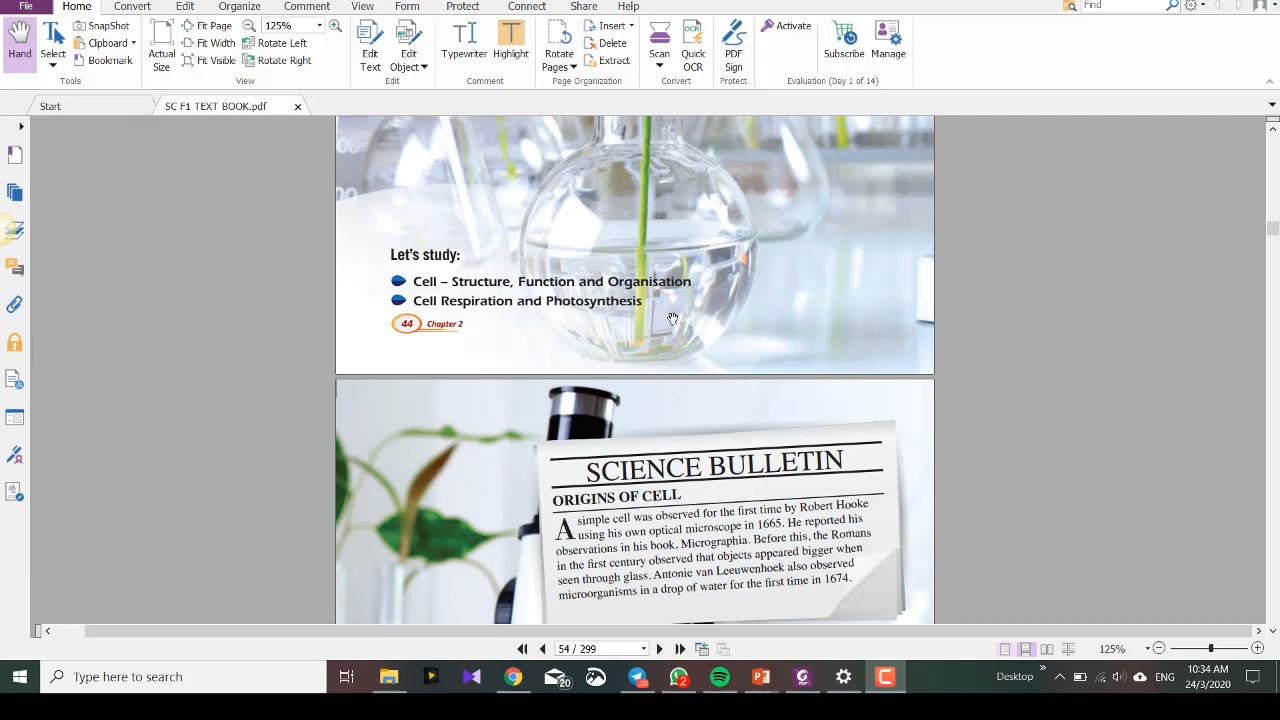 File Home Convert Edit Organize Comment View Form Protect Connect Share Help Find
Hand
Select
SnapShot
Clipboard
Bookmark
Tools
Actual Size
Fit Page
Fit Width
Fit Visible
125%
Rotate Left
Rotate Right
View
Edit Text
Edit Object
Edit
Typewriter
Highlight
Comment
Rotate Pages
Insert
Delete
Extract
Page Organization
Scan
Quick OCR
Convert
PDF Sign
Protect
Activate
Subscribe
Manage
Evaluation (Day 1 of 14)
Start
SC F1 TEXT BOOK.pdf
Let's study:
Cell – Structure, Function and Organisation
Cell Respiration and Photosynthesis
44 Chapter 2
SCIENCE BULLETIN
ORIGINS OF CELL
A simple cell was observed for the first time by Robert Hooke
using his own optical microscope in 1665. He reported his
observations in his book, Micrographia. Before this, the Romans
in the first century observed that objects appeared bigger when
seen through glass. Antonie van Leeuwenhoek also observed
microorganisms in a drop of water for the first time in 1674.
54 / 299
125%
Type here to search
20
2
Desktop
ENG
10:34 AM
24/3/2020